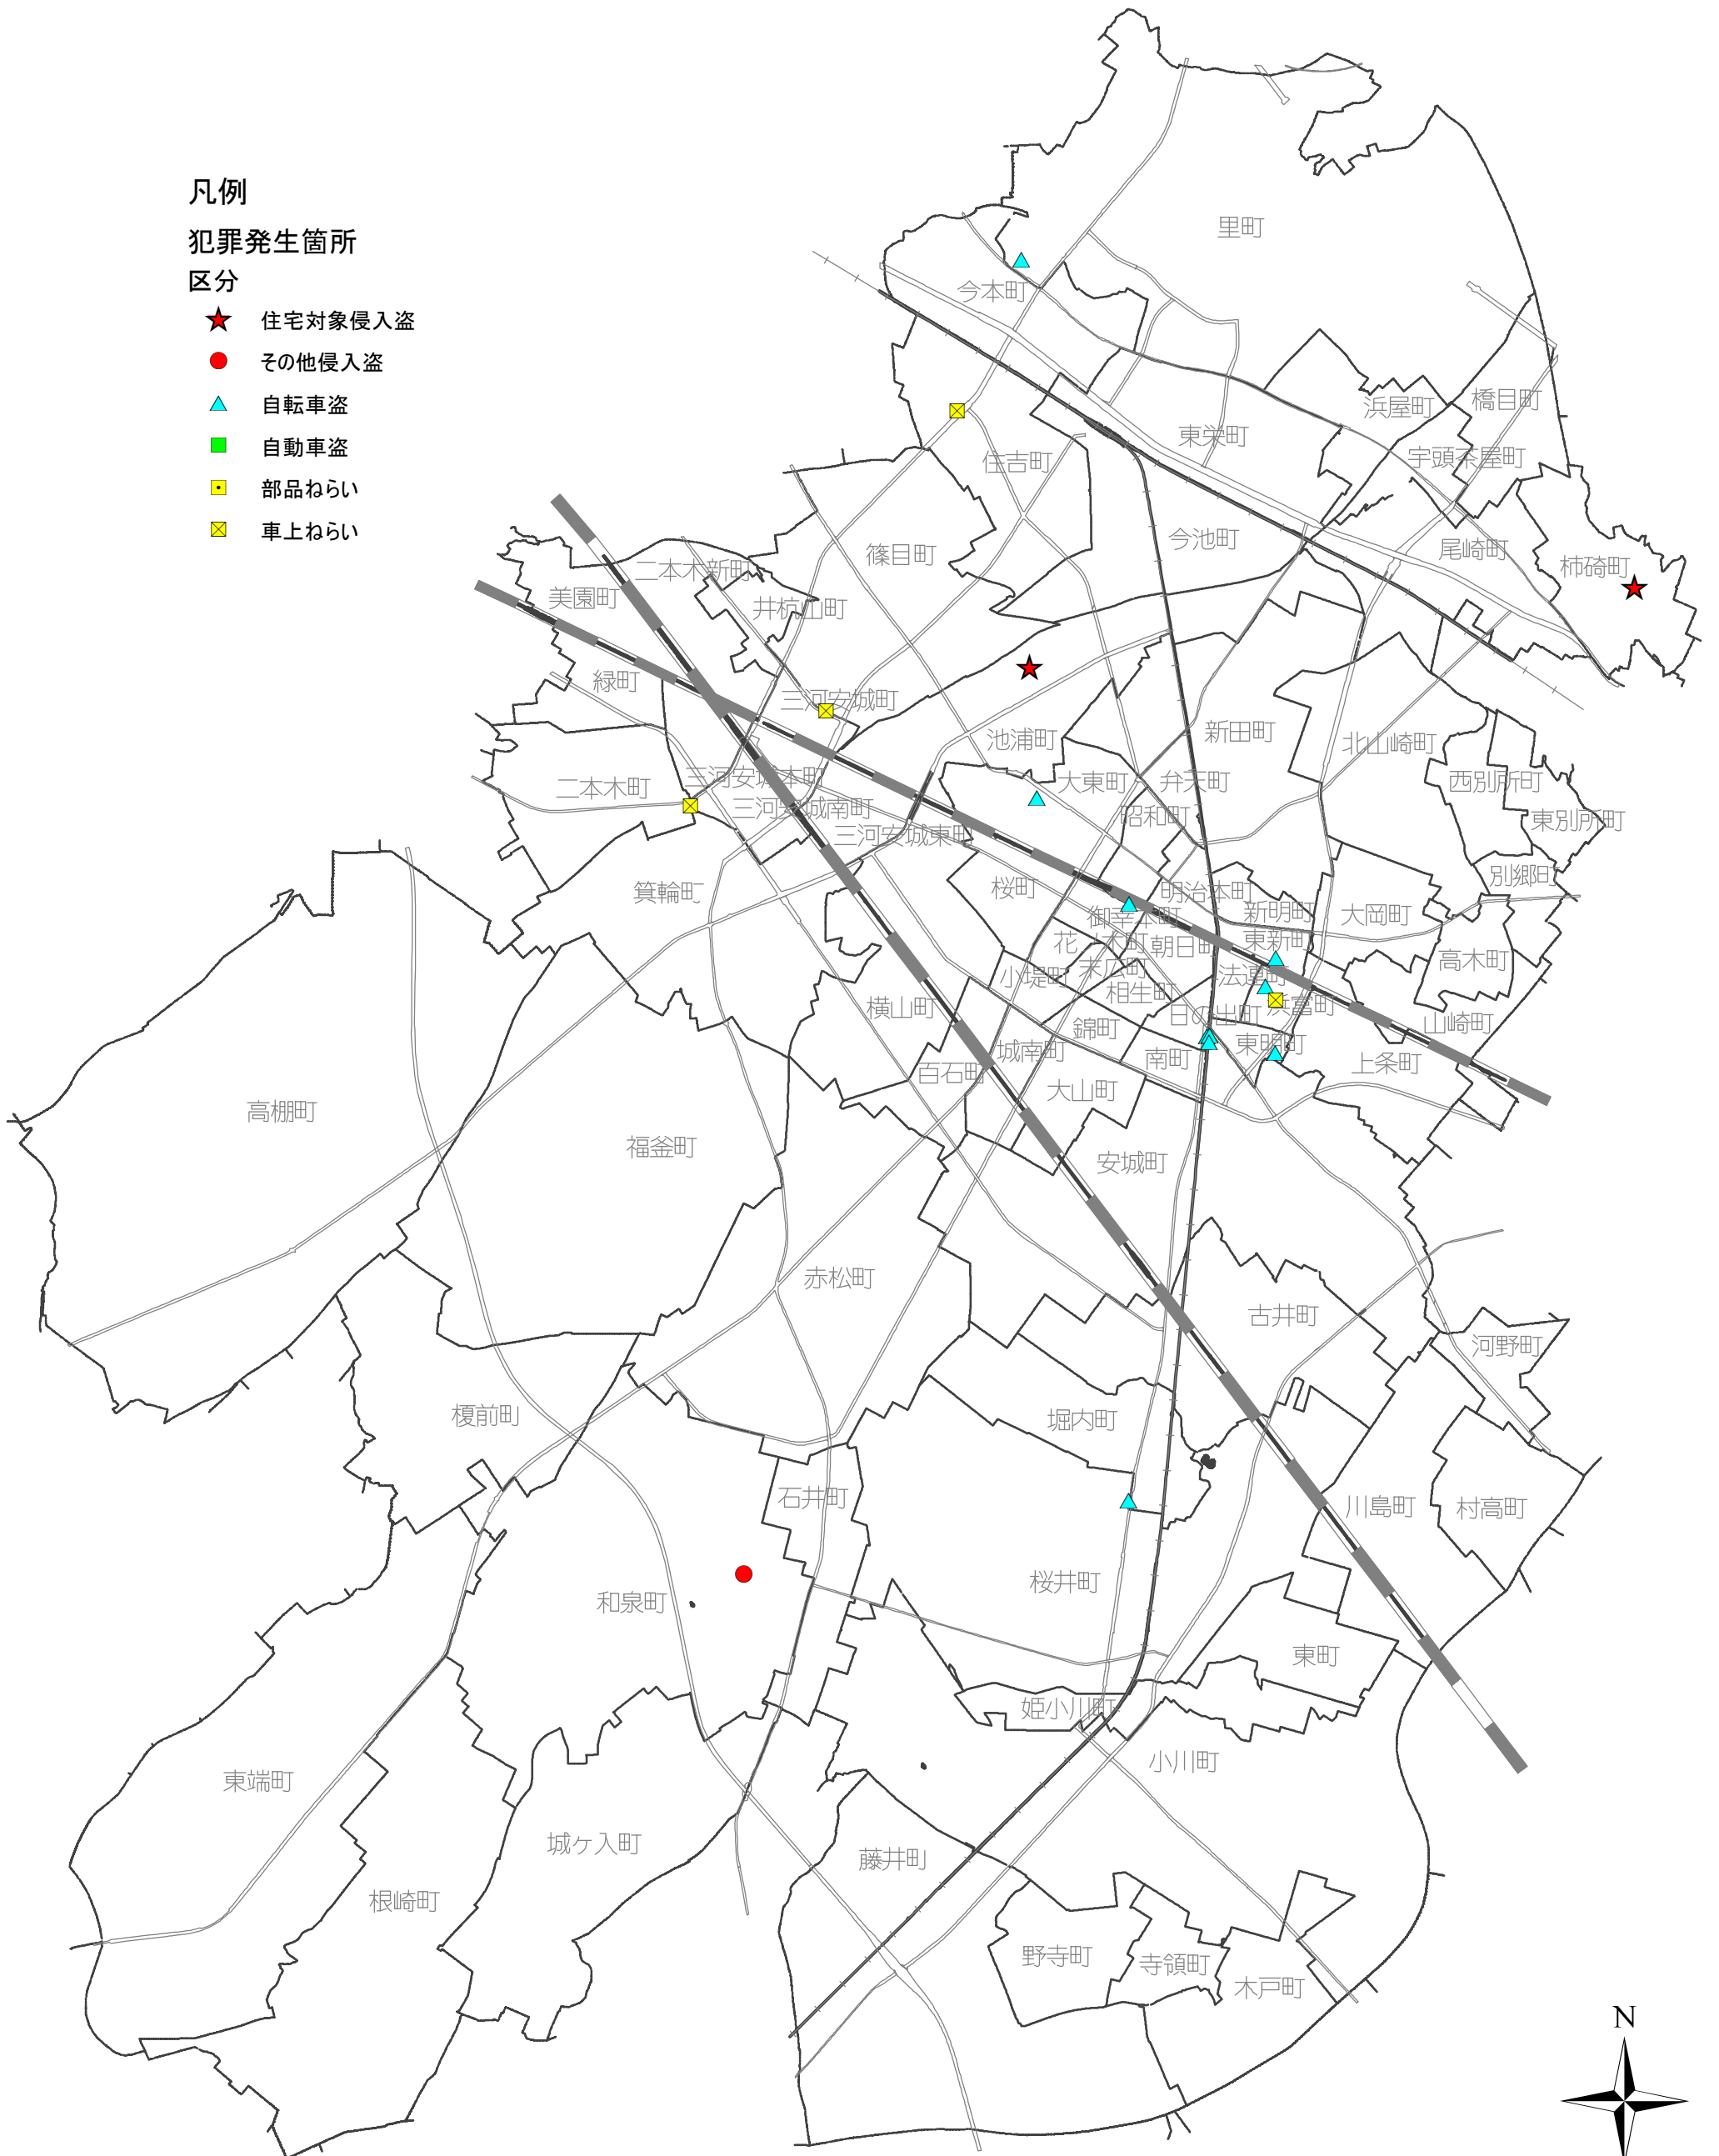 凡例
犯罪発生箇所
区分
住宅対象侵入盗
その他侵入盗
自転車盗
自動車盗
部品ねらい
車上ねらい
里町
今本町
浜屋町
橋目町
東栄町
宇頭茶屋町
住吉町
今池町
尾崎町
柿碕町
篠目町
二本木新町
美園町
井杭山町
緑町
三河安城町
池浦町
新田町
北山崎町
大東町
弁天町
西別所町
二本木町
三河安城本町
三河安城南町
昭和町
東別所町
三河安城東町
別郷町
箕輪町
桜町
明治本町
御幸本町
新明町
大岡町
花ノ木町
朝日町
東新町
高木町
末広町
小堤町
法連町
相生町
横山町
日の出町
浜富町
山崎町
錦町
城南町
南町
東明町
上条町
百石町
大山町
高棚町
福釜町
安城町
赤松町
古井町
河野町
榎前町
堀内町
石井町
川島町
村高町
和泉町
桜井町
東町
姫小川町
小川町
東端町
城ヶ入町
藤井町
根崎町
野寺町
寺領町
木戸町
N